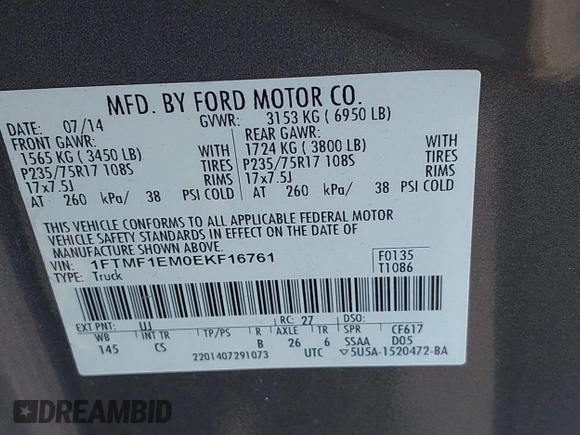 MFD. BY FORD MOTOR CO.
DATE: 07/14 GVWR: 3153 KG ( 6950 LB)
FRONT GAWR: REAR GAWR:
1565 KG ( 3450 LB) 1724 KG ( 3800 LB)
P235/75R17 108S TIRES P235/75R17 108S TIRES
17x7.5J RIMS 17x7.5J RIMS
AT 260 kPa/ 38 PSI COLD AT 260 kPa/ 38 PSI COLD
THIS VEHICLE CONFORMS TO ALL APPLICABLE FEDERAL MOTOR
VEHICLE SAFETY STANDARDS IN EFFECT ON THE DATE OF
MANUFACTURE SHOWN ABOVE.
VIN: 1FTMF1EM0EKF16761 F0135
TYPE: Truck T1086
EXT PNT: UJ RC: 27 DSO:
WB INT TR TP/PS R AXLE TR SPR CF617
145 CS B 26 6 SSAA D05
2201407291073 UTC ▽5U5A-1520472-BA
DREAMBID